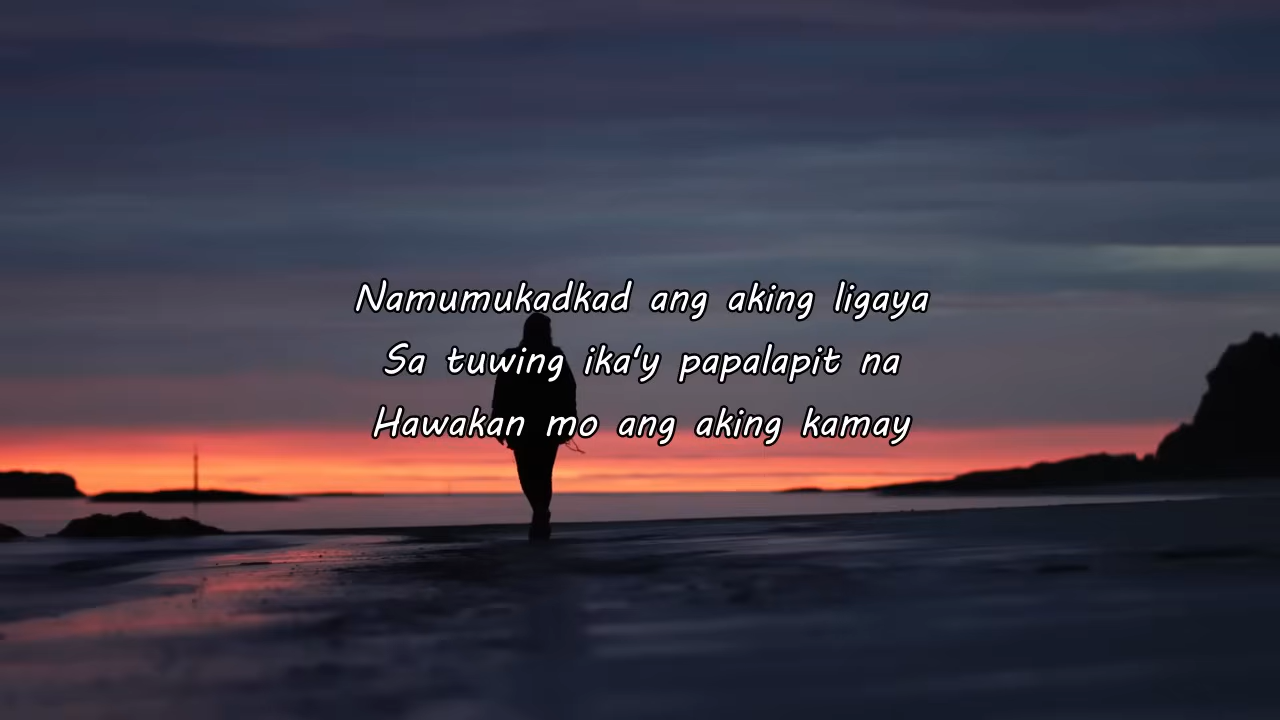 Namumukadkad ang aking ligaya
Sa tuwing ika'y papalapit na
Hawakan mo ang aking kamay